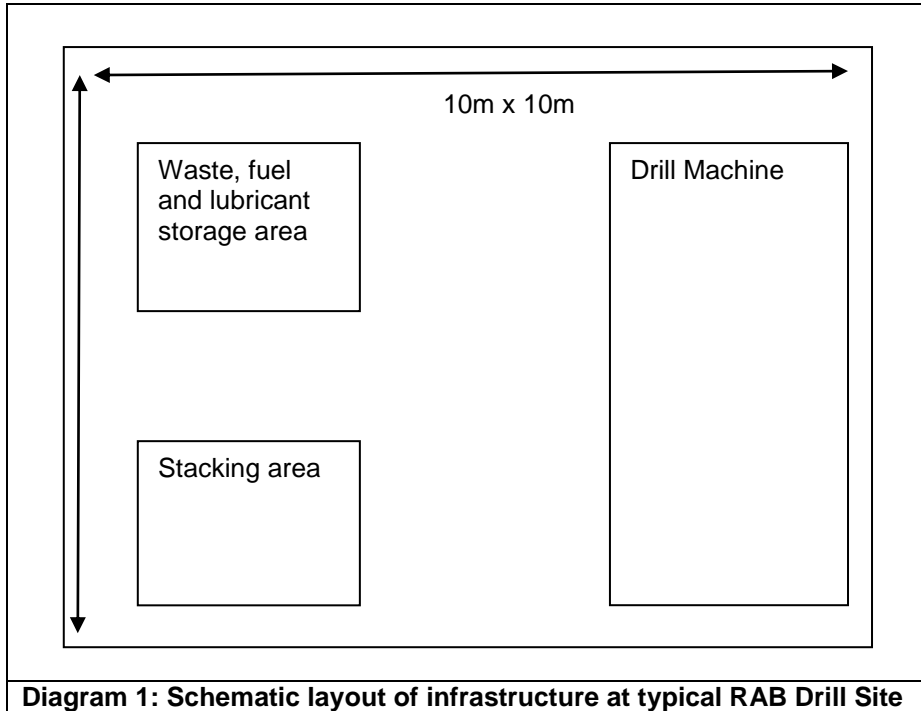 10m x 10m
Waste, fuel
and lubricant
storage area
Drill Machine
Stacking area
Diagram 1: Schematic layout of infrastructure at typical RAB Drill Site